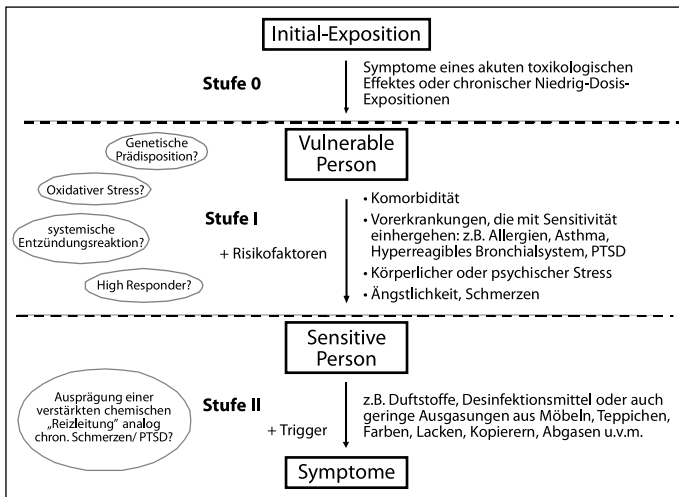 Initial-Exposition
Stufe 0
Symptome eines akuten toxikologischen
Effektes oder chronischer Niedrig-Dosis-
Expositionen
Genetische
Prädisposition?
Vulnerable
Person
Oxidativer Stress?
systemische
Entzündungsreaktion?
High Responder?
Stufe I
+ Risikofaktoren
• Komorbidität
• Vorerkrankungen, die mit Sensitivität
einhergehen: z.B. Allergien, Asthma,
Hyperreagibles Bronchialsystem, PTSD
• Körperlicher oder psychischer Stress
• Ängstlichkeit, Schmerzen
Sensitive
Person
Ausprägung einer
verstärkten chemischen
„Reizleitung" analog
chron. Schmerzen/ PTSD?
Stufe II
+ Trigger
z.B. Duftstoffe, Desinfektionsmittel oder auch
geringe Ausgasungen aus Möbeln, Teppichen,
Farben, Lacken, Kopierern, Abgasen u.v.m.
Symptome